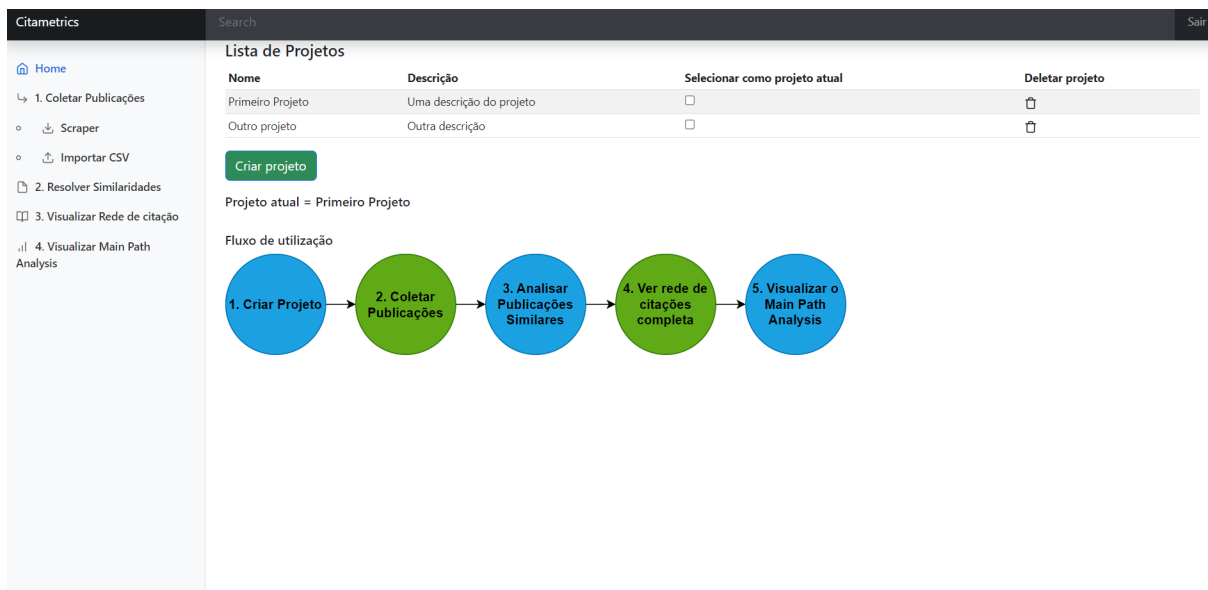 Citametrics
Search
Sair
Home
1. Coletar Publicações
Scraper
Importar CSV
2. Resolver Similaridades
3. Visualizar Rede de citação
4. Visualizar Main Path
Analysis
Lista de Projetos
Nome Descrição Selecionar como projeto atual Deletar projeto
Primeiro Projeto Uma descrição do projeto
Outro projeto Outra descrição
Criar projeto
Projeto atual = Primeiro Projeto
Fluxo de utilização
1. Criar Projeto
2. Coletar
Publicações
3. Analisar
Publicações
Similares
4. Ver rede de
citações
completa
5. Visualizar o
Main Path
Analysis